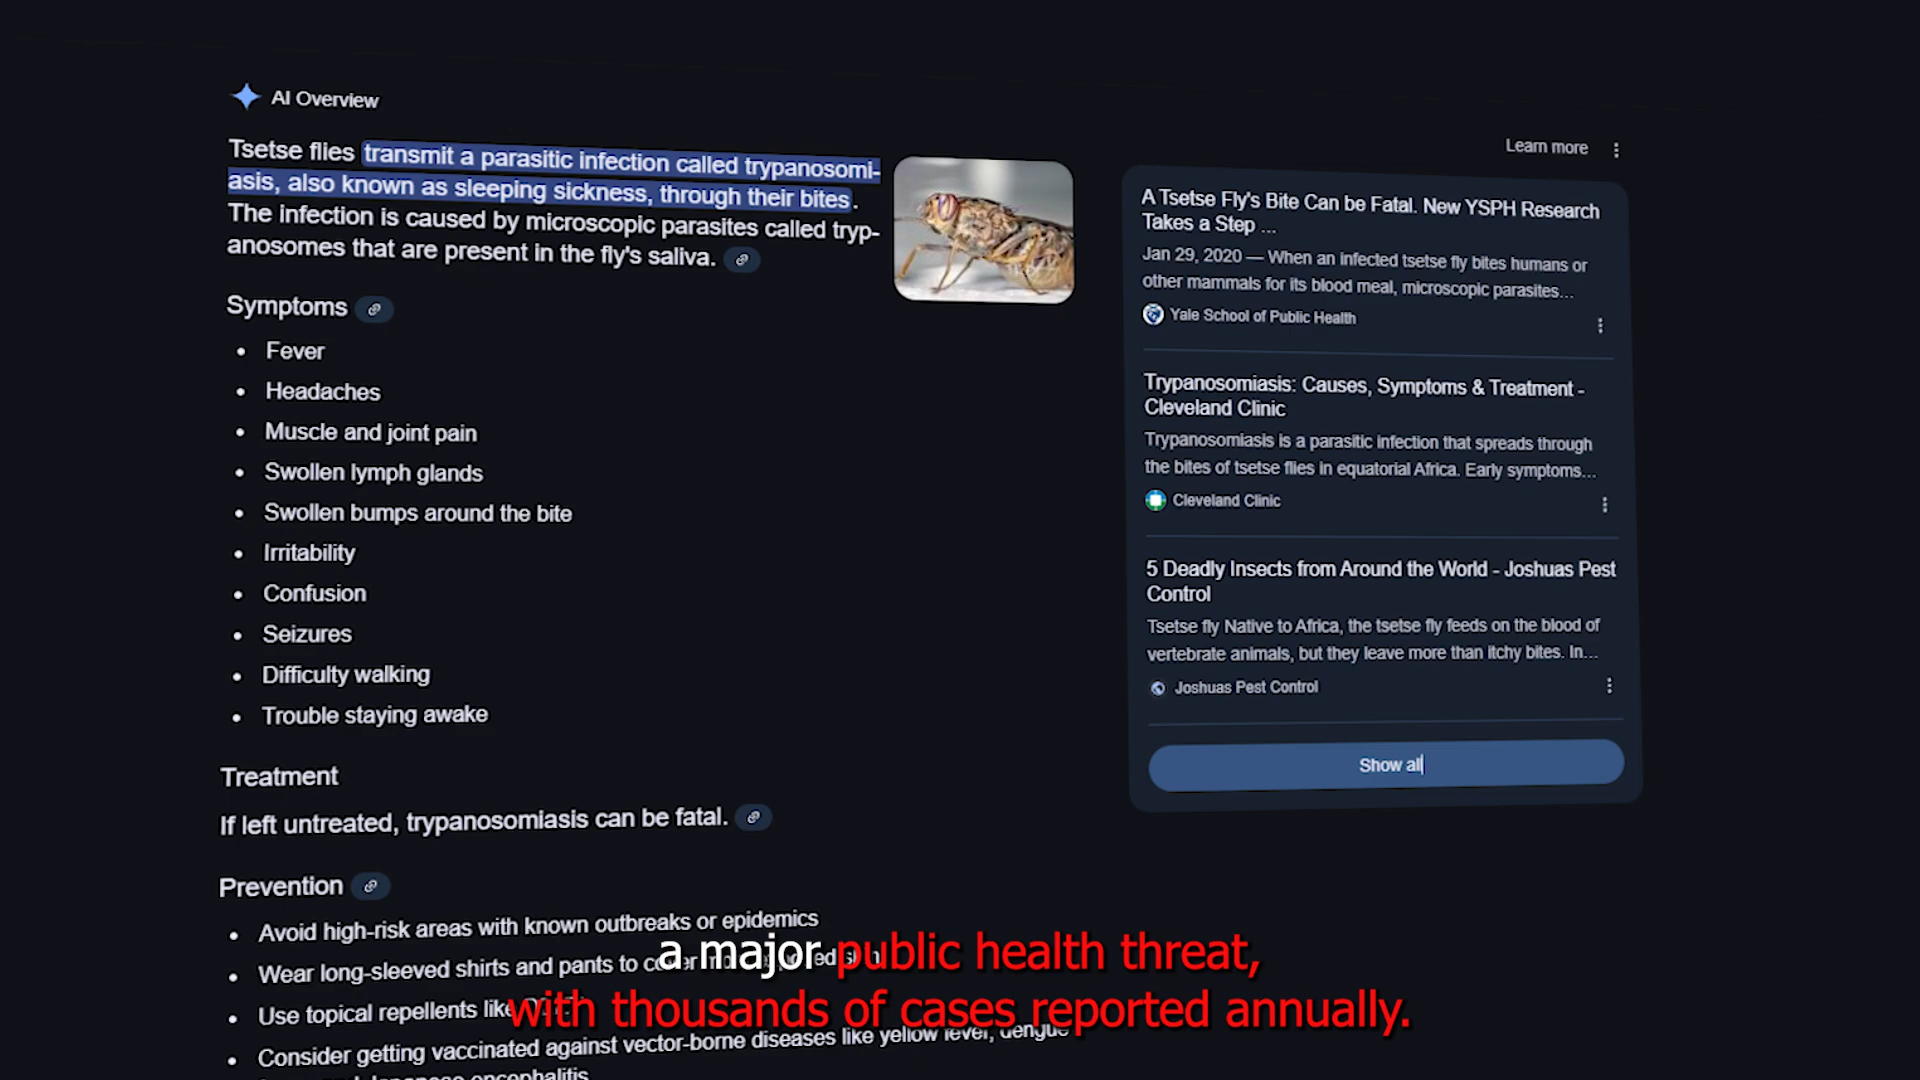 AI Overview
Tsetse flies transmit a parasitic infection called trypanosomi-
asis, also known as sleeping sickness, through their bites.
The infection is caused by microscopic parasites called tryp-
anosomes that are present in the fly's saliva.
Symptoms
• Fever
• Headaches
• Muscle and joint pain
• Swollen lymph glands
• Swollen bumps around the bite
• Irritability
• Confusion
• Seizures
• Difficulty walking
• Trouble staying awake
Treatment
If left untreated, trypanosomiasis can be fatal.
Prevention
• Avoid high-risk areas with known outbreaks or epidemics
• Wear long-sleeved shirts and pants to cover
• Use topical repellents like
• Consider getting vaccinated against vector-borne diseases like yellow fever, dengue
encephalitis
Learn more
A Tsetse Fly's Bite Can be Fatal. New YSPH Research
Takes a Step ...
Jan 29, 2020 — When an infected tsetse fly bites humans or
other mammals for its blood meal, microscopic parasites...
Yale School of Public Health
Trypanosomiasis: Causes, Symptoms & Treatment -
Cleveland Clinic
Trypanosomiasis is a parasitic infection that spreads through
the bites of tsetse flies in equatorial Africa. Early symptoms...
Cleveland Clinic
5 Deadly Insects from Around the World - Joshuas Pest
Control
Tsetse fly Native to Africa, the tsetse fly feeds on the blood of
vertebrate animals, but they leave more than itchy bites. In...
Joshuas Pest Control
Show all
a major public health threat,
with thousands of cases reported annually.